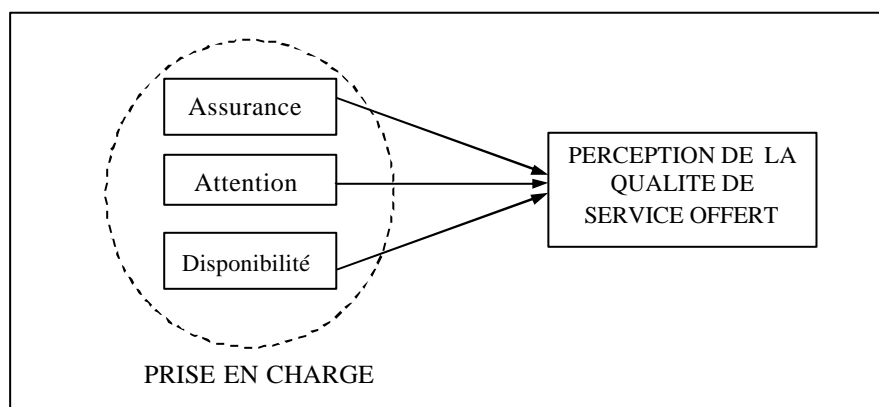 Assurance
Attention
Disponibilité
PRISE EN CHARGE
PERCEPTION DE LA
QUALITE DE
SERVICE OFFERT